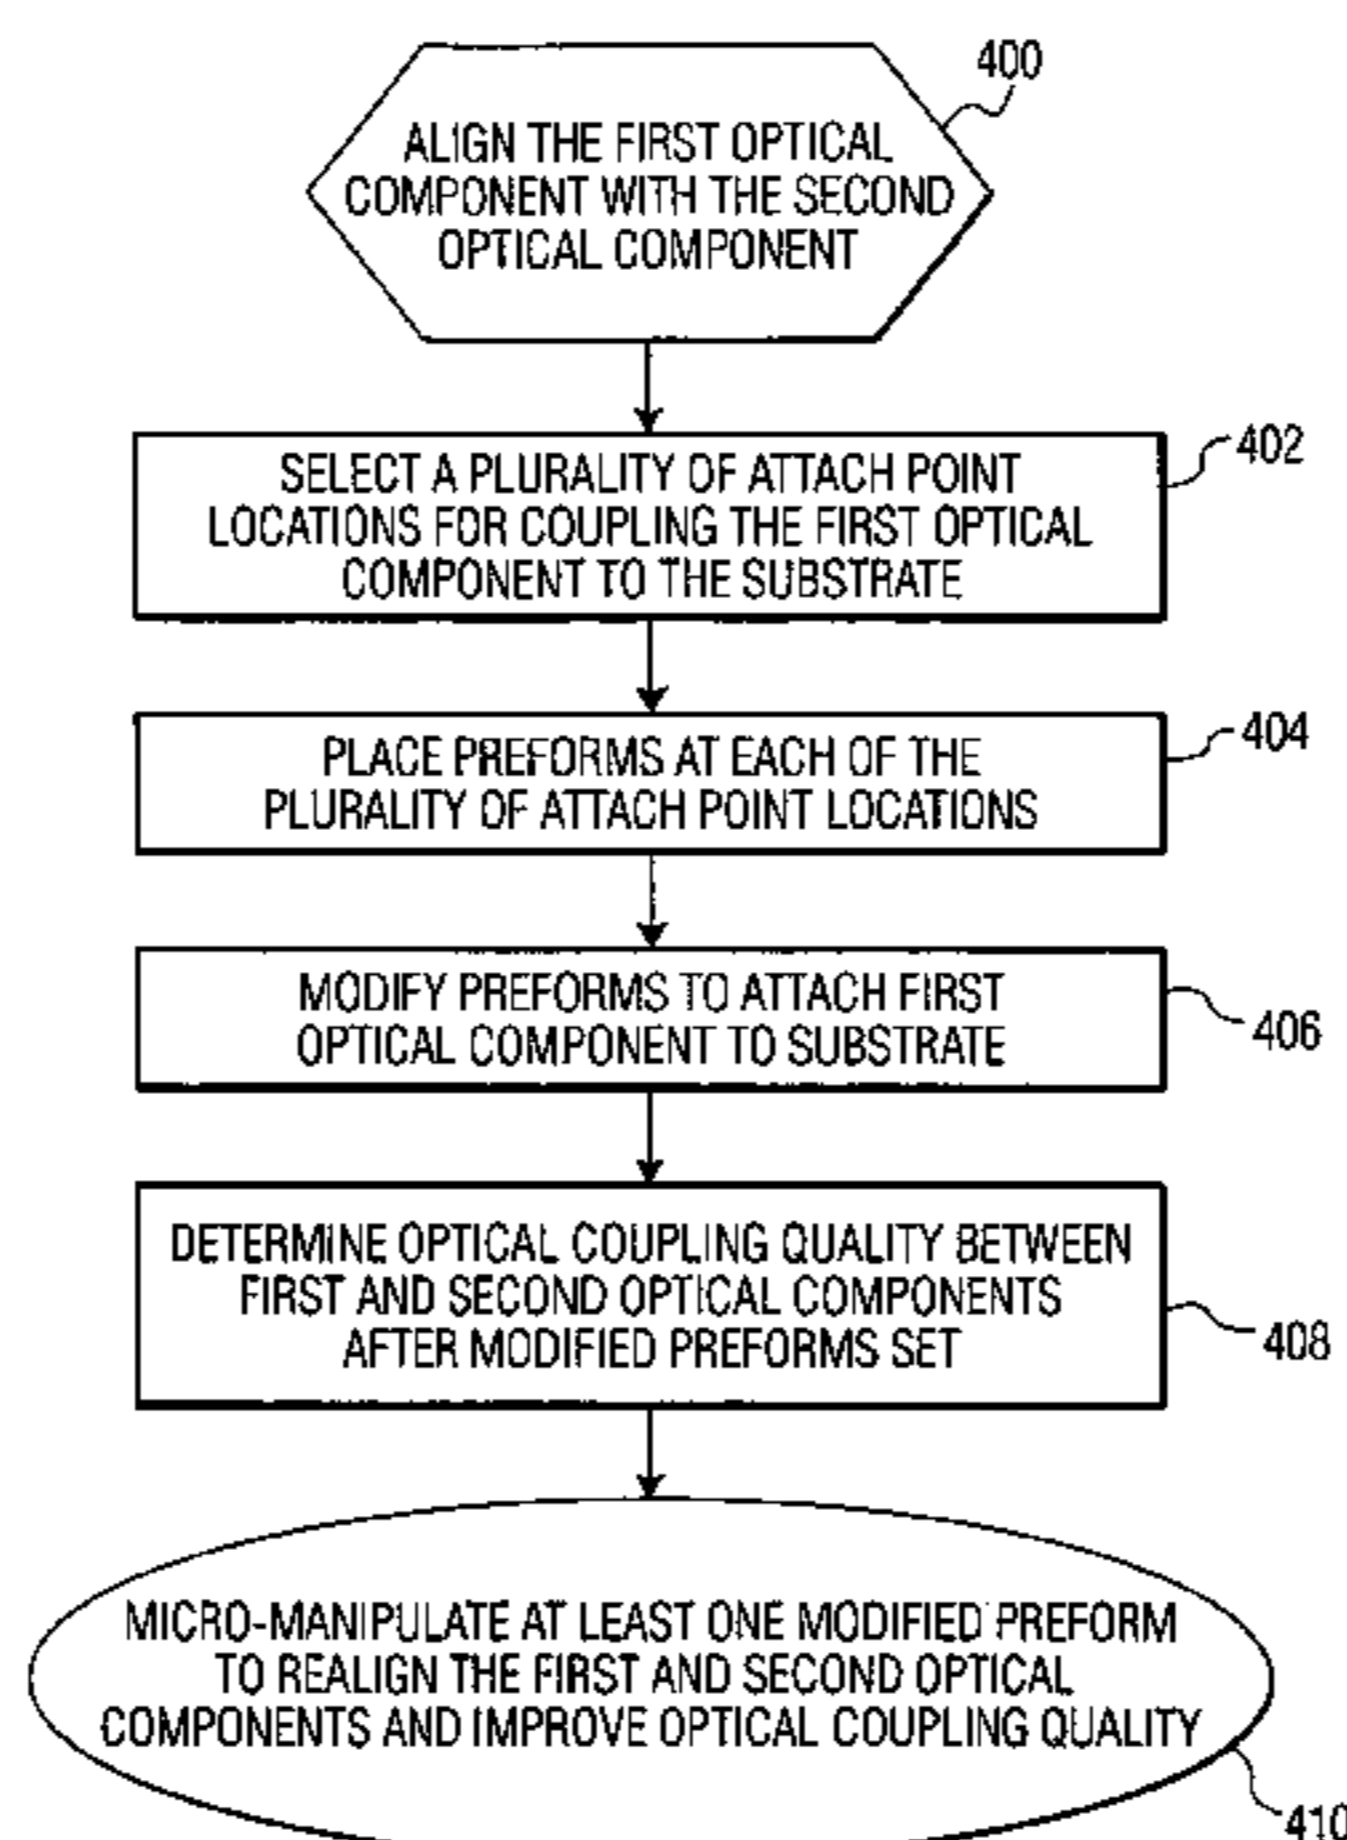 400
ALIGN THE FIRST OPTICAL
COMPONENT WITH THE SECOND
OPTICAL COMPONENT
402
SELECT A PLURALITY OF ATTACH POINT
LOCATIONS FOR COUPLING THE FIRST OPTICAL
COMPONENT TO THE SUBSTRATE
404
PLACE PREFORMS AT EACH OF THE
PLURALITY OF ATTACH POINT LOCATIONS
MODIFY PREFORMS TO ATTACH FIRST
OPTICAL COMPONENT TO SUBSTRATE
406
DETERMINE OPTICAL COUPLING QUALITY BETWEEN
FIRST AND SECOND OPTICAL COMPONENTS
AFTER MODIFIED PREFORMS SET
408
MICRO-MANIPULATE AT LEAST ONE MODIFIED PREFORM
TO REALIGN THE FIRST AND SECOND OPTICAL
COMPONENTS AND IMPROVE OPTICAL COUPLING QUALITY
410